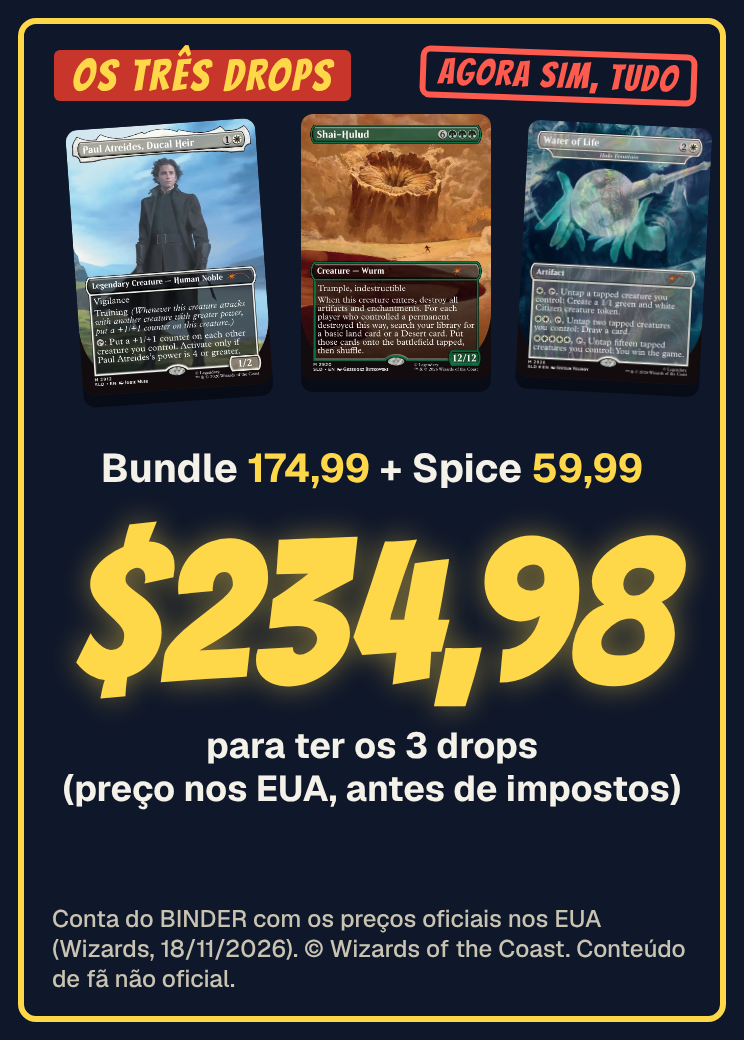 OS TRÊS DROPS
AGORA SIM, TUDO
Paul Atreides, Ducal Heir
1
Legendary Creature — Human Noble
Vigilance
Training (Whenever this creature attacks
with another creature with greater power,
put a +1/+1 counter on this creature.)
: Put a +1/+1 counter on each other
creature you control. Activate only if
Paul Atreides's power is 4 or greater.
1/2
Shai-Hulud
6
Creature — Wurm
Trample, indestructible
When this creature enters, destroy all
artifacts and enchantments. For each
player who controlled a permanent
destroyed this way, search your library for
a basic land card or a Desert card. Put
those cards onto the battlefield tapped,
then shuffle.
12/12
Water of Life
2
Artifact
, Untap a tapped creature you
control: Create a 1/1 green and white
Citizen creature token.
, Untap two tapped creatures
you control: Draw a card.
, Untap fifteen tapped
creatures you control: You win the game.
Bundle 174,99 + Spice 59,99
$234,98
para ter os 3 drops
(preço nos EUA, antes de impostos)
Conta do BINDER com os preços oficiais nos EUA
(Wizards, 18/11/2026). © Wizards of the Coast. Conteúdo
de fã não oficial.